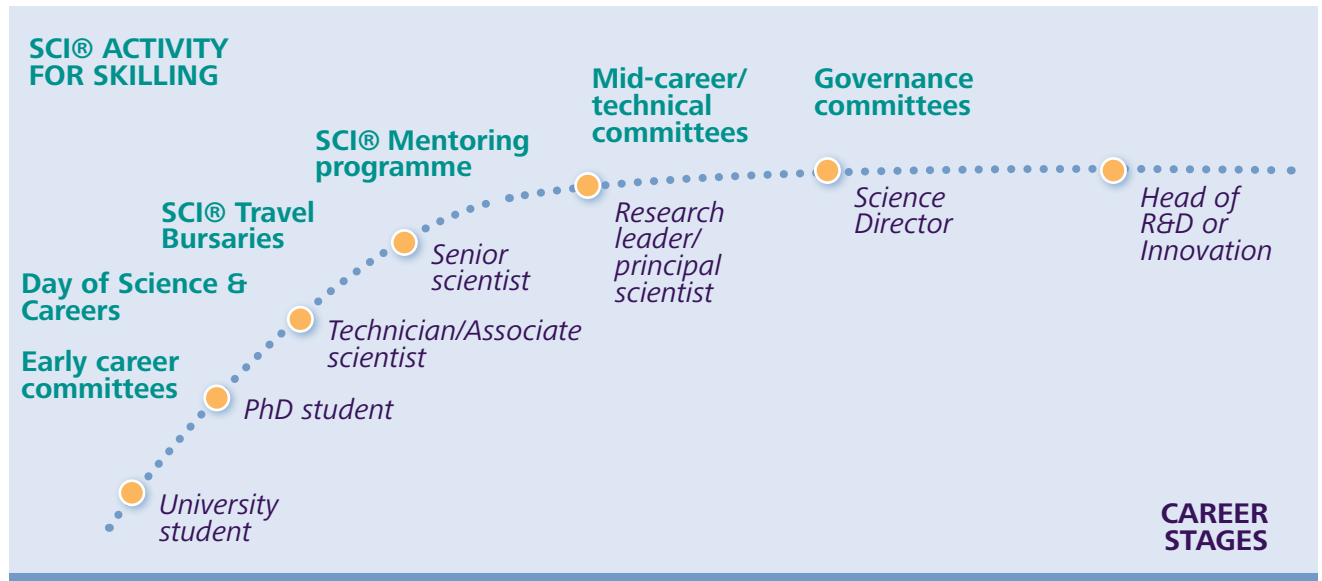 SCI® ACTIVITY
FOR SKILLING
Mid-career/
technical
committees
Governance
committees
SCI® Mentoring
programme
SCI® Travel
Bursaries
Day of Science &
Careers
Early career
committees
University
student
PhD student
Technician/Associate
scientist
Senior
scientist
Research
leader/
principal
scientist
Science
Director
Head of
R&D or
Innovation
CAREER
STAGES